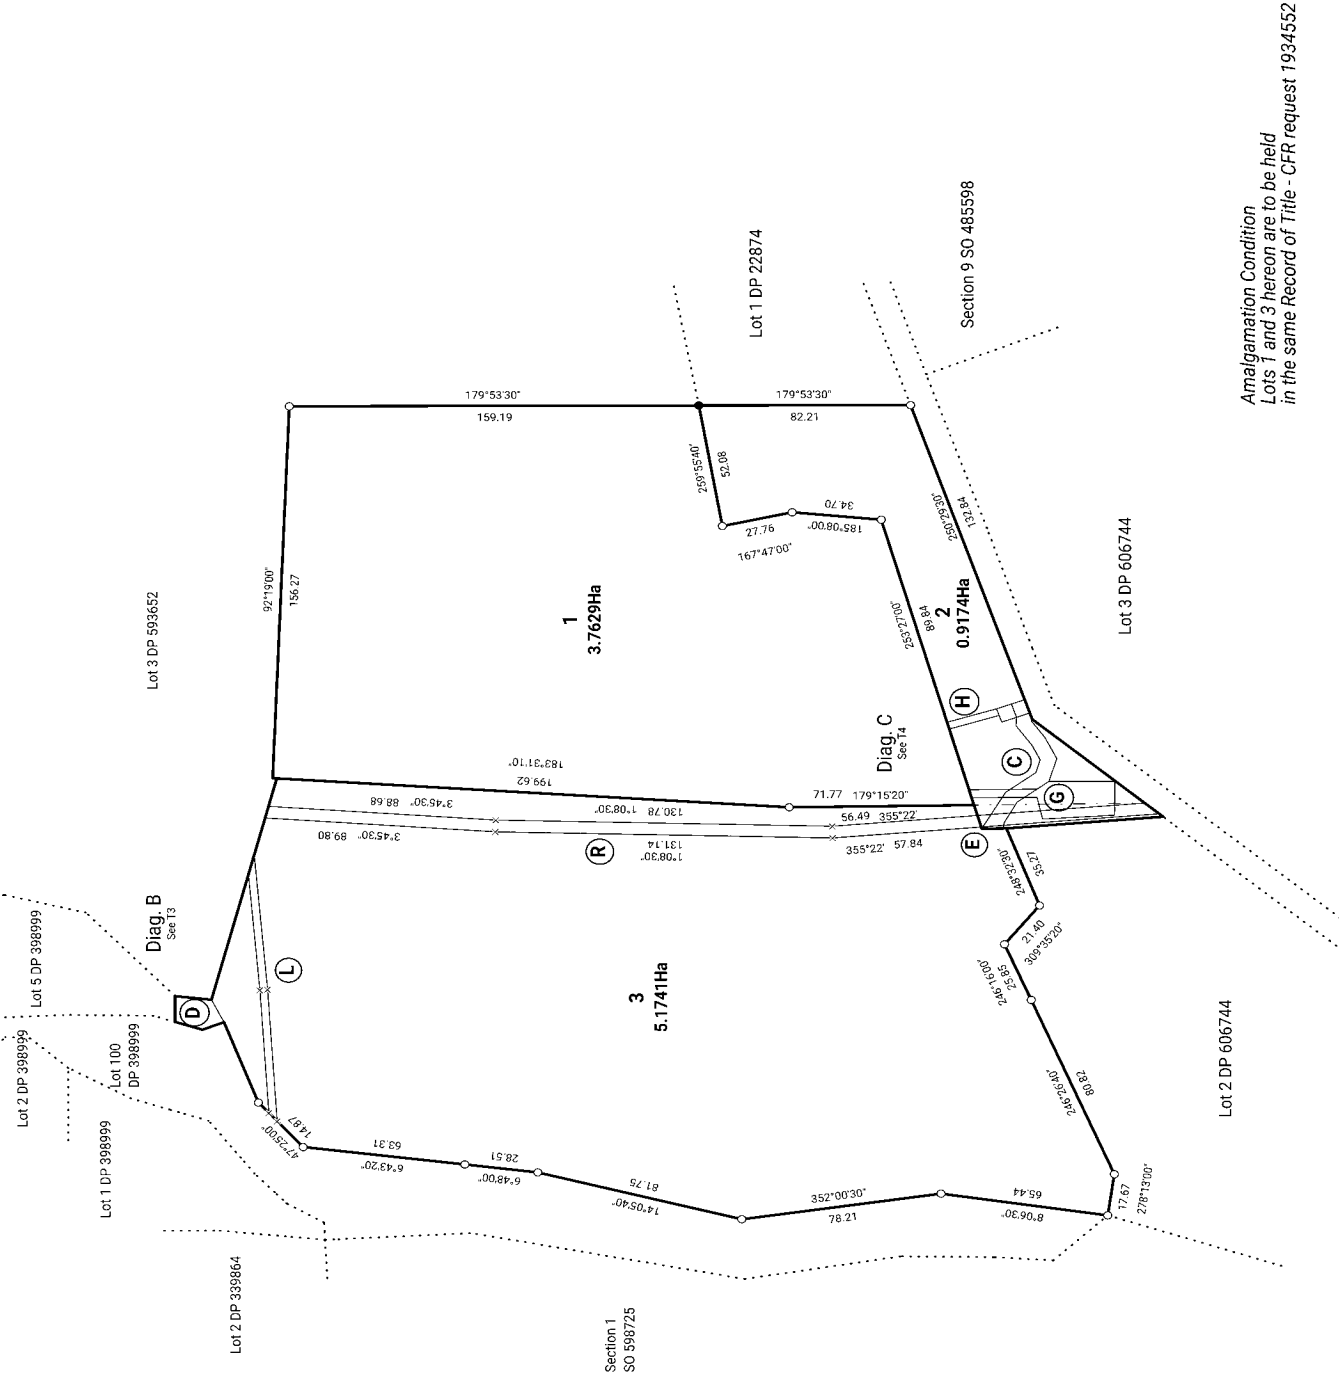 Lot 3 DP 593652
92°19'00"
156.27
179°53'30"
159.19
Lot 1 DP 22874
Section 9 SO 485598
179°53'30"
82.21
259°55'40"
52.08
27.76
167°47'00"
34.70
185°08'00"
250°29'30"
132.84
253°27'00"
89.84
1
3.7629Ha
2
0.9174Ha
Lot 3 DP 606744
H
C
G
E
Diag. C
See T4
183°31'10"
199.62
3°45'30" 88.68
1°08'30" 130.78
71.77 179°15'20"
56.49 355°22'
3°45'30" 89.80
131.14
1°08'30"
355°22' 57.84
R
248°32'30"
35.27
21.40
309°35'20"
246°16'00"
25.85
246°26'40"
80.82
17.67
278°13'00"
8°06'30"
65.44
352°00'30"
78.21
14°05'40"
81.75
6°48'00"
28.51
6°43'20"
63.31
47°25'00"
14.87
L
D
Diag. B
See T3
3
5.1741Ha
Lot 5 DP 398999
Lot 2 DP 398999
Lot 100
DP 398999
Lot 1 DP 398999
Lot 2 DP 339864
Section 1
SO 598725
Lot 2 DP 606744
Amalgamation Condition
Lots 1 and 3 hereon are to be held
in the same Record of Title - CFR request 1934552